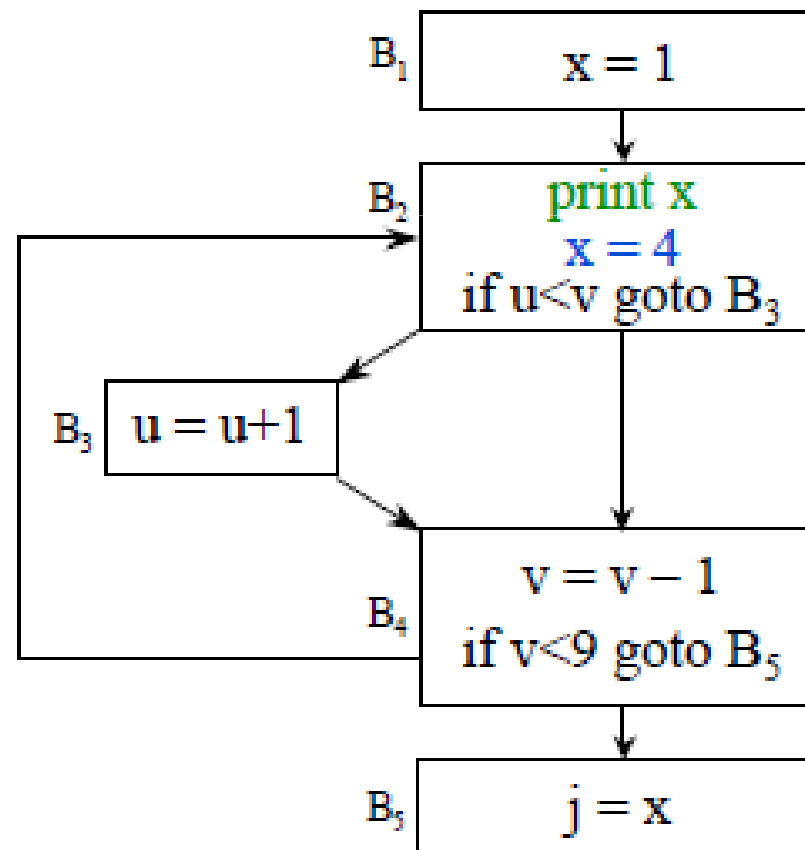 B₁
x = 1
B₂
print x
x = 4
if u<v goto B₃
B₃
u = u+1
B₄
v = v – 1
if v<9 goto B₅
B₅
j = x